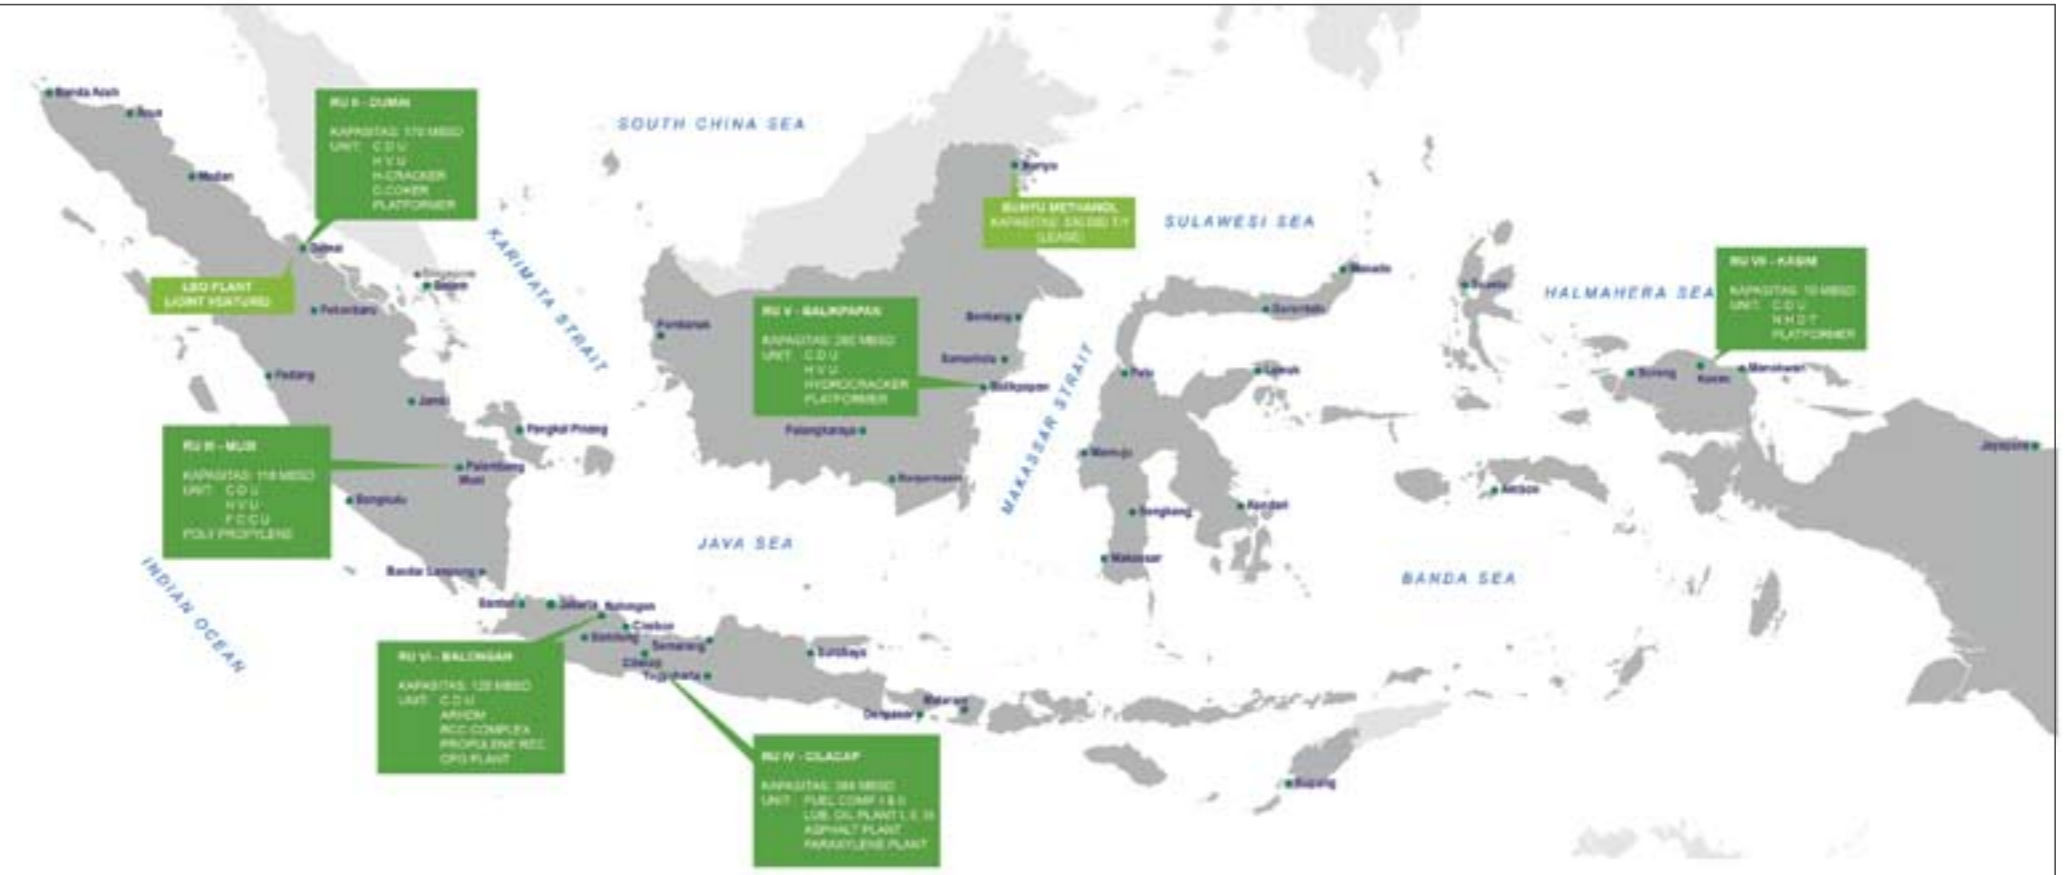 Banda Aceh
Arun
Medan
RU II - DUMAI
KAPASITAS: 170 MBSD
UNIT: C D U
H V U
H-CRACKER
D.COKER
PLATFORMER
Dumai
LBO PLANT
(JOINT VENTURE)
Singapore
Batam
Pekanbaru
Padang
Jambi
Pangkal Pinang
RU III - MUSI
KAPASITAS: 118 MBSD
UNIT: C D U
H V U
F C C U
POLY PROPYLENE
Palembang
Musi
Bengkulu
Bandar Lampung
INDIAN OCEAN
KARIMATA STRAIT
SOUTH CHINA SEA
Bunyu
BUNYU METHANOL
(LEASE)
Pontianak
RU V - BALIKPAPAN
KAPASITAS: 260 MBSD
UNIT: C D U
H V U
HYDROCRACKER
PLATFORMER
Bontang
Samarinda
Balikpapan
Palangkaraya
Banjarmasin
MAKASSAR STRAIT
JAVA SEA
SULAWESI SEA
Manado
Gorontalo
Palu
Luwuk
Mamuju
Sengkang
Kendari
Makassar
HALMAHERA SEA
RU VII - KASIM
KAPASITAS: 10 MBSD
UNIT: C D U
N H D T
PLATFORMER
Sorong
Kasim
Manokwari
Jayapura
Ambon
BANDA SEA
Banten
Jakarta
Balongan
Cirebon
Bandung
Semarang
Cilacap
Yogyakarta
Surabaya
Denpasar
Mataram
Kupang
RU VI - BALONGAN
KAPASITAS: 125 MBSD
UNIT: C D U
ARHDM
RCC COMPLEX
PROPYLENE REC
RU IV - CILACAP
KAPASITAS: 348 MBSD
UNIT: FUEL COMP I & II
LUB. OIL PLANT I, II, III
ASPHALT PLANT
PARAXYLENE PLANT